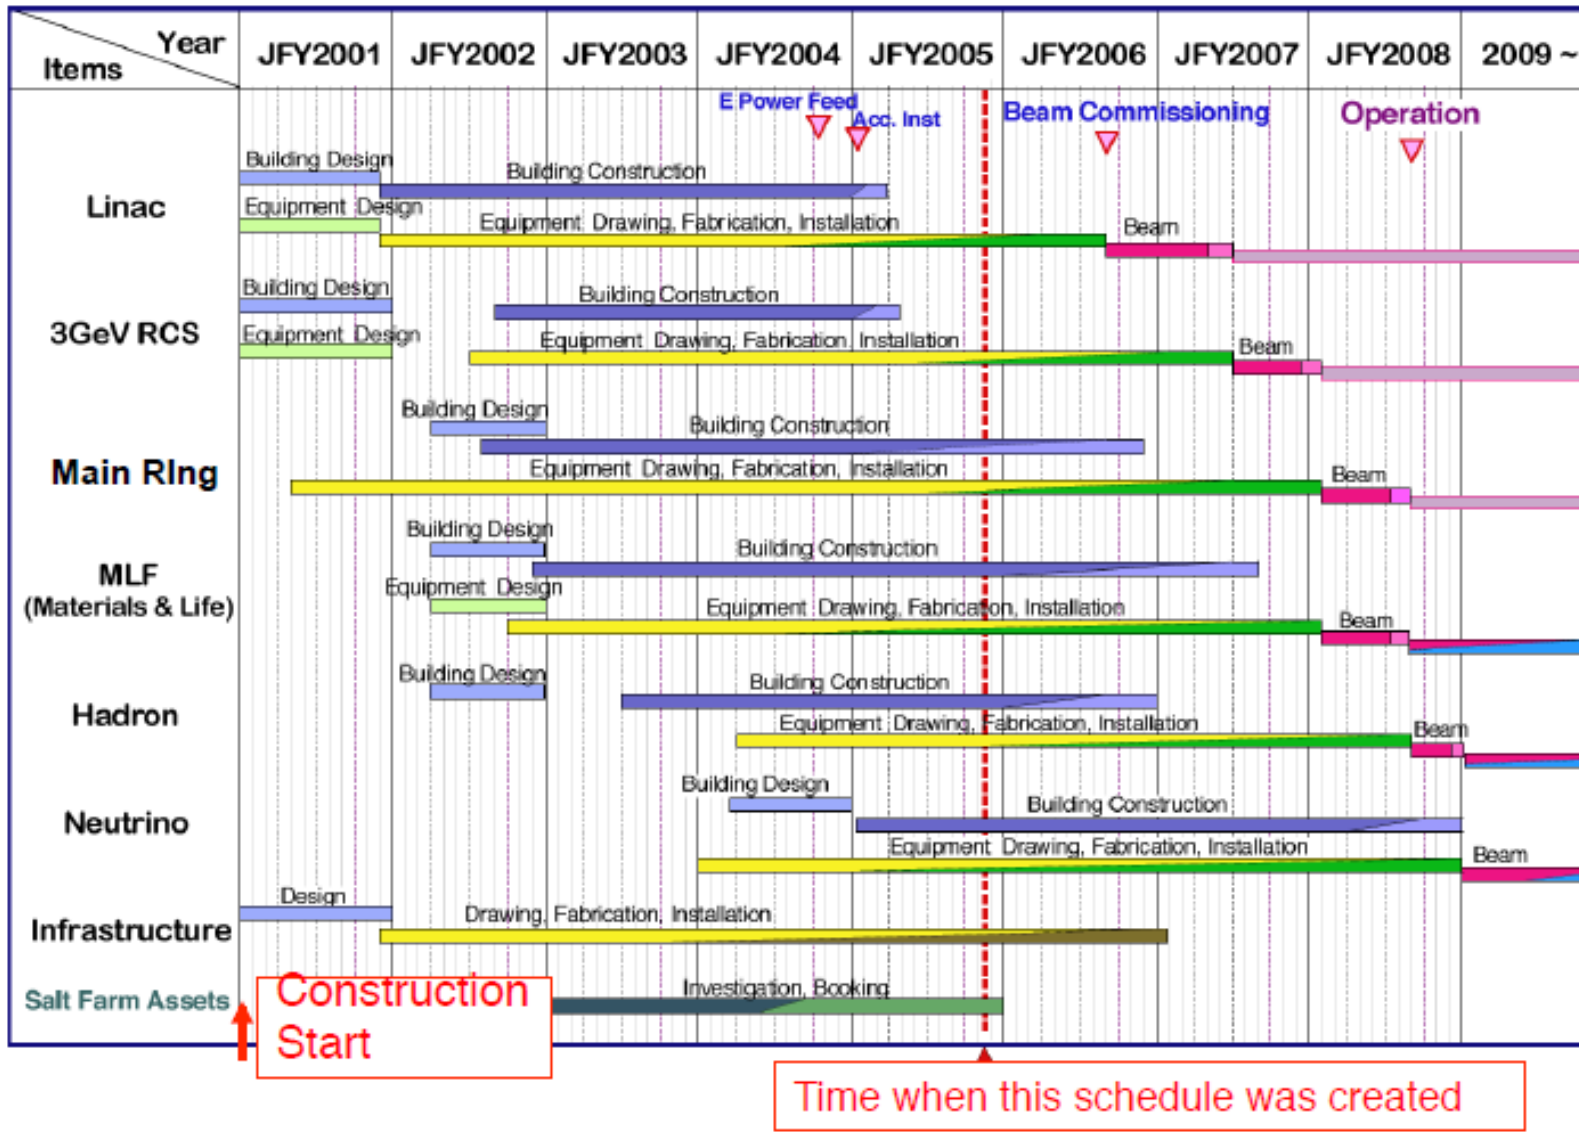 Year
Items
JFY2001 JFY2002 JFY2003 JFY2004 JFY2005 JFY2006 JFY2007 JFY2008 2009 ~
E Power Feed
Acc. Inst
Beam Commissioning
Operation
Linac
Building Design
Building Construction
Equipment Design
Equipment Drawing, Fabrication, Installation
Beam
3GeV RCS
Building Design
Building Construction
Equipment Design
Equipment Drawing, Fabrication, Installation
Beam
Main RIng
Building Design
Building Construction
Equipment Drawing, Fabrication, Installation
Beam
MLF
(Materials & Life)
Building Design
Building Construction
Equipment Design
Equipment Drawing, Fabrication, Installation
Beam
Hadron
Building Design
Building Construction
Equipment Drawing, Fabrication, Installation
Beam
Neutrino
Building Design
Building Construction
Equipment Drawing, Fabrication, Installation
Beam
Infrastructure
Design
Drawing, Fabrication, Installation
Salt Farm Assets
Investigation, Booking
Construction
Start
Time when this schedule was created